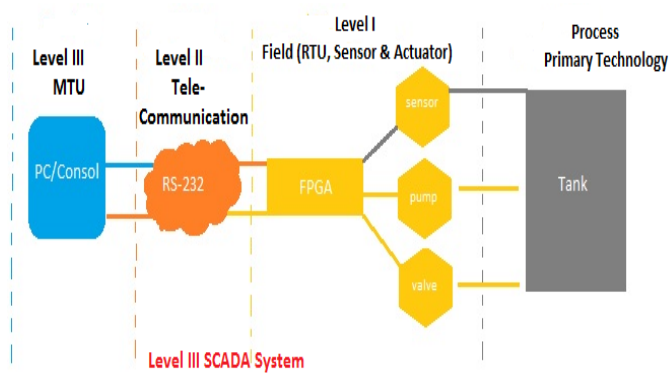 Level III
MTU
Level II
Tele-
Communication
Level I
Field (RTU, Sensor & Actuator)
Process
Primary Technology
PC/Consol
RS-232
FPGA
sensor
pump
valve
Tank
Level III SCADA System